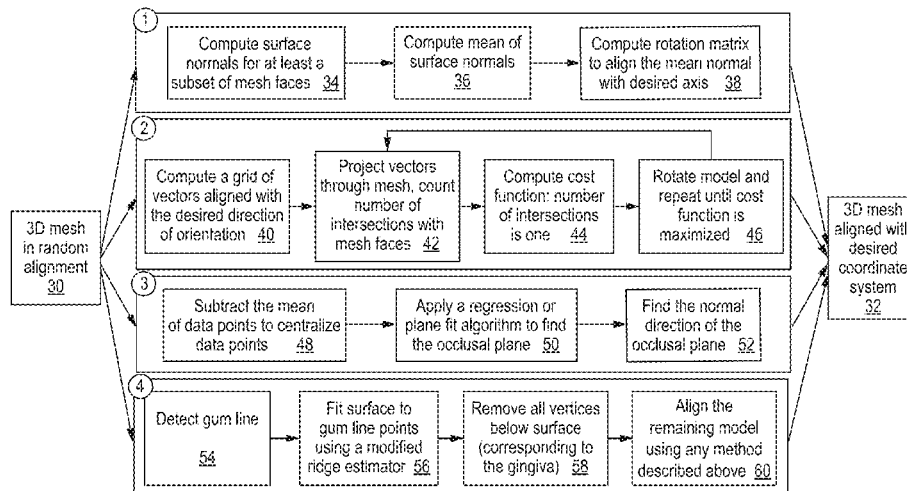 1
Compute surface
normals for at least a
subset of mesh faces 34
Compute mean of
surface normals
36
Compute rotation matrix
to align the mean normal
with desired axis 38
2
Compute a grid of
vectors aligned with
the desired direction
of orientation 40
Project vectors
through mesh, count
number of
intersections with
mesh faces 42
Compute cost
function: number
of intersections
is one 44
Rotate model and
repeat until cost
function is
maximized 46
3D mesh
in random
alignment
30
3D mesh
aligned with
desired
coordinate
system
32
3
Subtract the mean
of data points to centralize
data points 48
Apply a regression or
plane fit algorithm to find
the occlusal plane 50
Find the normal
direction of the
occlusal plane 52
4
Detect gum line
54
Fit surface to
gum line points
using a modified
ridge estimator 56
Remove all vertices
below surface
(corresponding to
the gingiva) 58
Align the
remaining model
using any method
described above 60